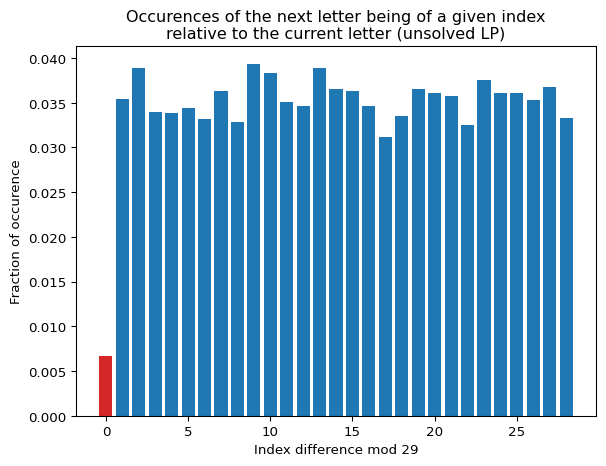 Occurences of the next letter being of a given index
relative to the current letter (unsolved LP)
0.040
0.035
0.030
0.025
0.020
0.015
0.010
0.005
0.000
Fraction of occurence
0 5 10 15 20 25
Index difference mod 29